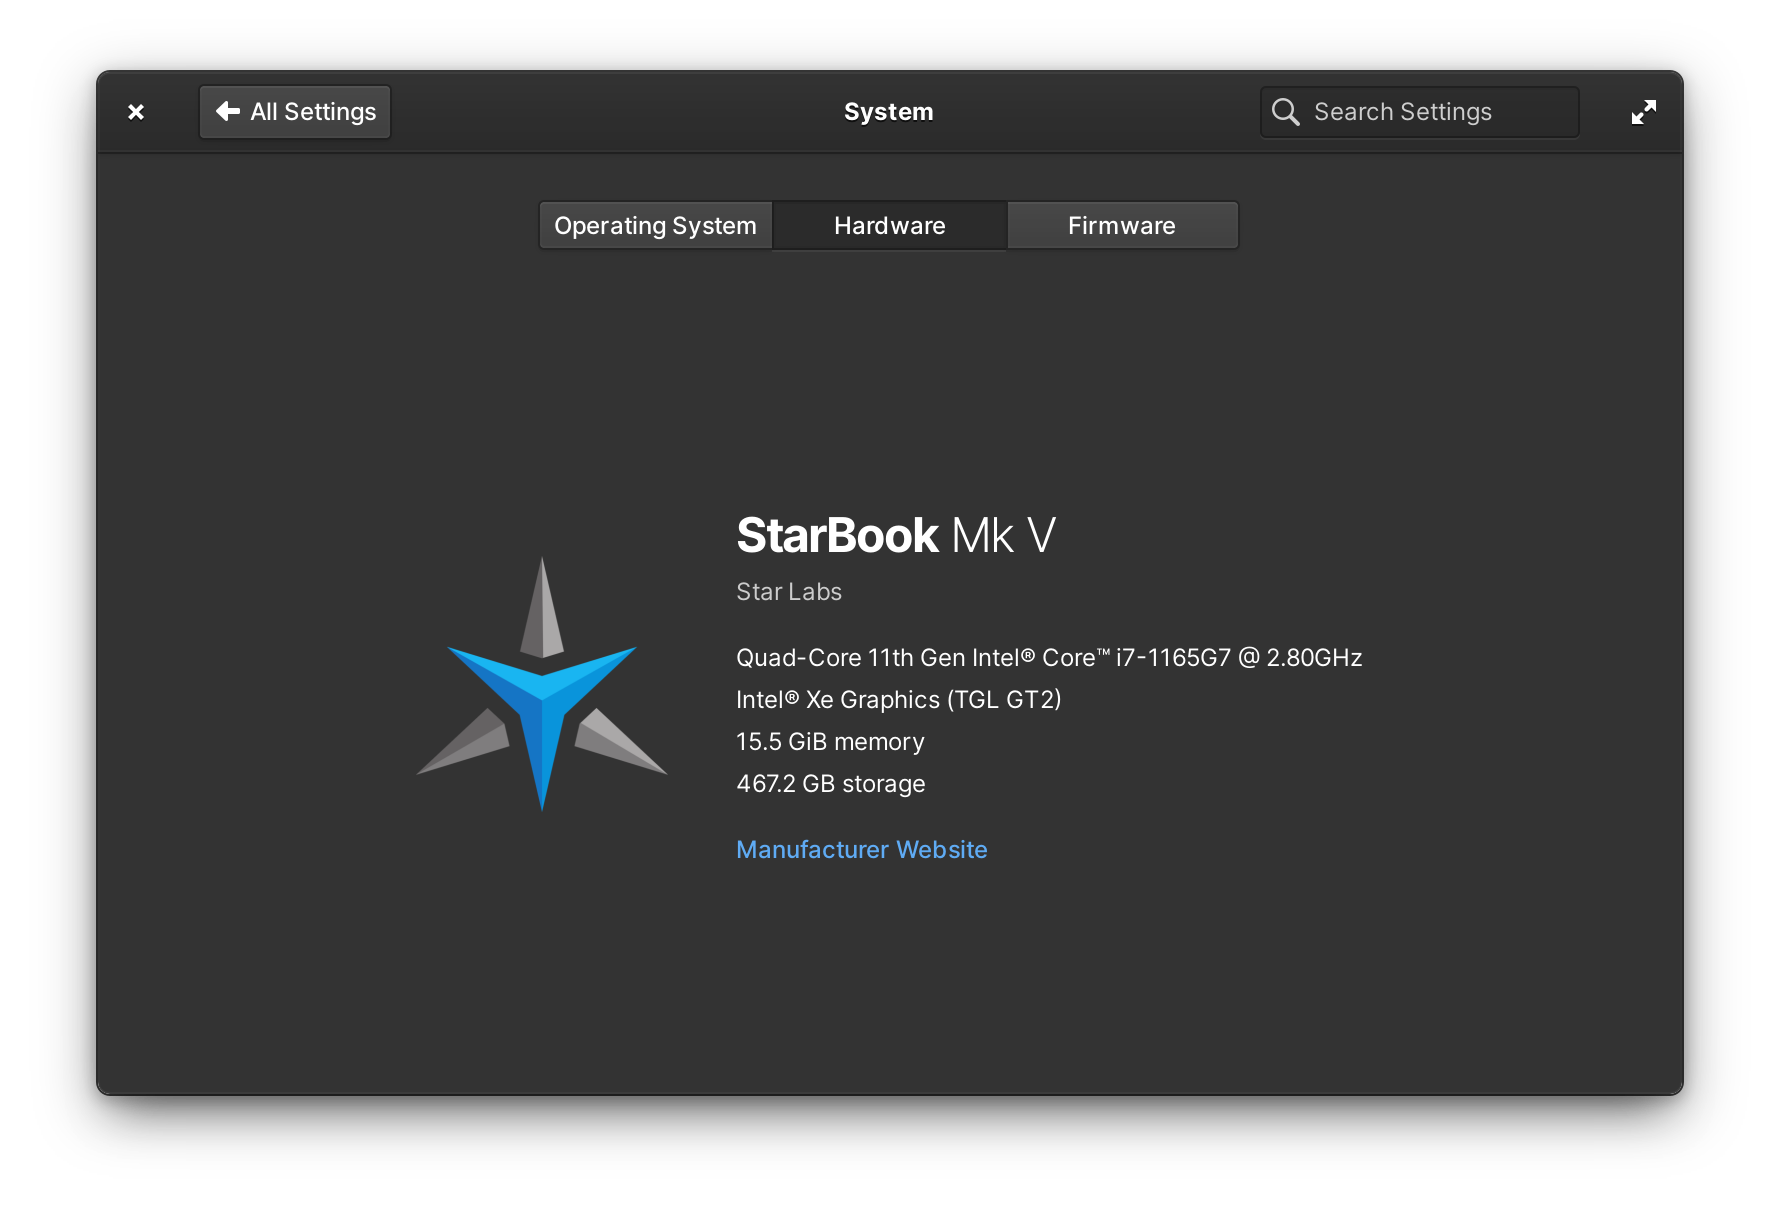 All Settings
System
Search Settings
Operating System
Hardware
Firmware
StarBook Mk V
Star Labs
Quad-Core 11th Gen Intel® Core™ i7-1165G7 @ 2.80GHz
Intel® Xe Graphics (TGL GT2)
15.5 GiB memory
467.2 GB storage
Manufacturer Website